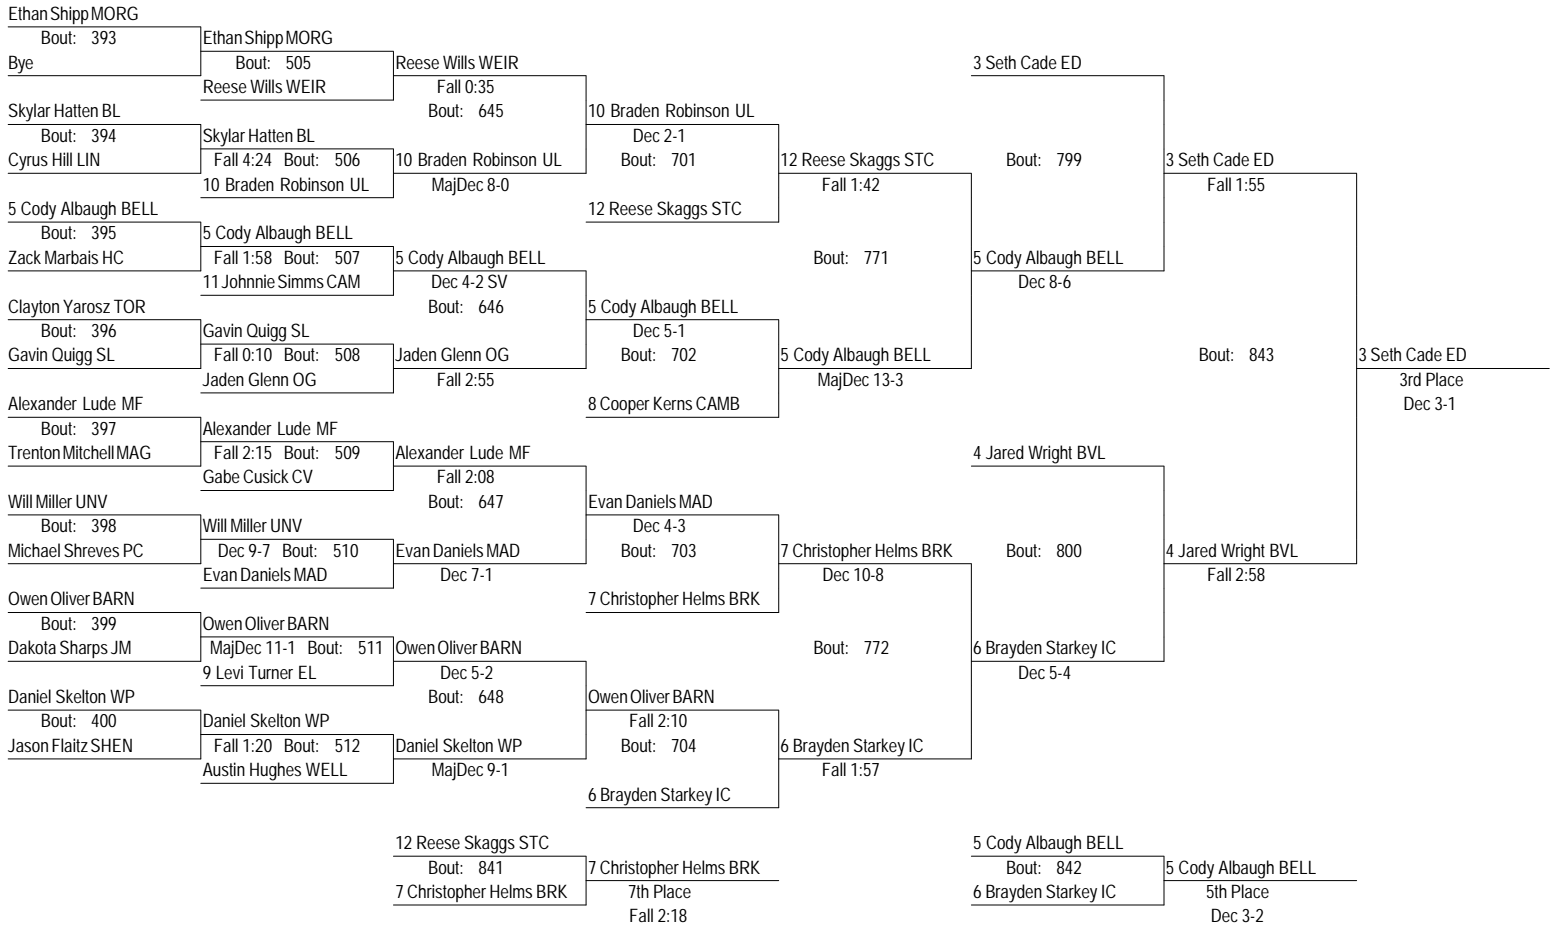 Ethan Shipp MORG
Bout: 393
Bye
Skylar Hatten BL
Bout: 394
Cyrus Hill LIN
5 Cody Albaugh BELL
Bout: 395
Zack Marbais HC
Clayton Yarosz TOR
Bout: 396
Gavin Quigg SL
Alexander Lude MF
Bout: 397
Trenton Mitchell MAG
Will Miller UNV
Bout: 398
Michael Shreves PC
Owen Oliver BARN
Bout: 399
Dakota Sharps JM
Daniel Skelton WP
Bout: 400
Jason Flaitz SHEN
Ethan Shipp MORG
Bout: 505
Reese Wills WEIR
Skylar Hatten BL
Fall 4:24 Bout: 506
10 Braden Robinson UL
5 Cody Albaugh BELL
Fall 1:58 Bout: 507
11 Johnnie Simms CAM
Gavin Quigg SL
Fall 0:10 Bout: 508
Jaden Glenn OG
Alexander Lude MF
Fall 2:15 Bout: 509
Gabe Cusick CV
Will Miller UNV
Dec 9-7 Bout: 510
Evan Daniels MAD
Owen Oliver BARN
MajDec 11-1 Bout: 511
9 Levi Turner EL
Daniel Skelton WP
Fall 1:20 Bout: 512
Austin Hughes WELL
Reese Wills WEIR
Fall 0:35
Bout: 645
10 Braden Robinson UL
MajDec 8-0
5 Cody Albaugh BELL
Dec 4-2 SV
Bout: 646
Jaden Glenn OG
Fall 2:55
Alexander Lude MF
Fall 2:08
Bout: 647
Evan Daniels MAD
Dec 7-1
Owen Oliver BARN
Dec 5-2
Bout: 648
Daniel Skelton WP
MajDec 9-1
10 Braden Robinson UL
Dec 2-1
Bout: 701
12 Reese Skaggs STC
5 Cody Albaugh BELL
Dec 5-1
Bout: 702
8 Cooper Kerns CAMB
Evan Daniels MAD
Dec 4-3
Bout: 703
7 Christopher Helms BRK
Owen Oliver BARN
Fall 2:10
Bout: 704
6 Brayden Starkey IC
12 Reese Skaggs STC
Fall 1:42
Bout: 771
5 Cody Albaugh BELL
MajDec 13-3
7 Christopher Helms BRK
Dec 10-8
Bout: 772
6 Brayden Starkey IC
Fall 1:57
3 Seth Cade ED
Bout: 799
5 Cody Albaugh BELL
Dec 8-6
4 Jared Wright BVL
Bout: 800
6 Brayden Starkey IC
Dec 5-4
3 Seth Cade ED
Fall 1:55
Bout: 843
4 Jared Wright BVL
Fall 2:58
3 Seth Cade ED
3rd Place
Dec 3-1
12 Reese Skaggs STC
Bout: 841
7 Christopher Helms BRK
7 Christopher Helms BRK
7th Place
Fall 2:18
5 Cody Albaugh BELL
Bout: 842
6 Brayden Starkey IC
5 Cody Albaugh BELL
5th Place
Dec 3-2